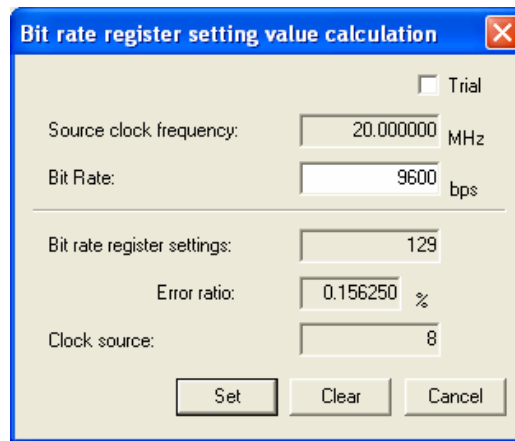 Bit rate register setting value calculation
Trial
Source clock frequency: 20.000000 MHz
Bit Rate: 9600 bps
Bit rate register settings: 129
Error ratio: 0.156250 %
Clock source: 8
Set Clear Cancel